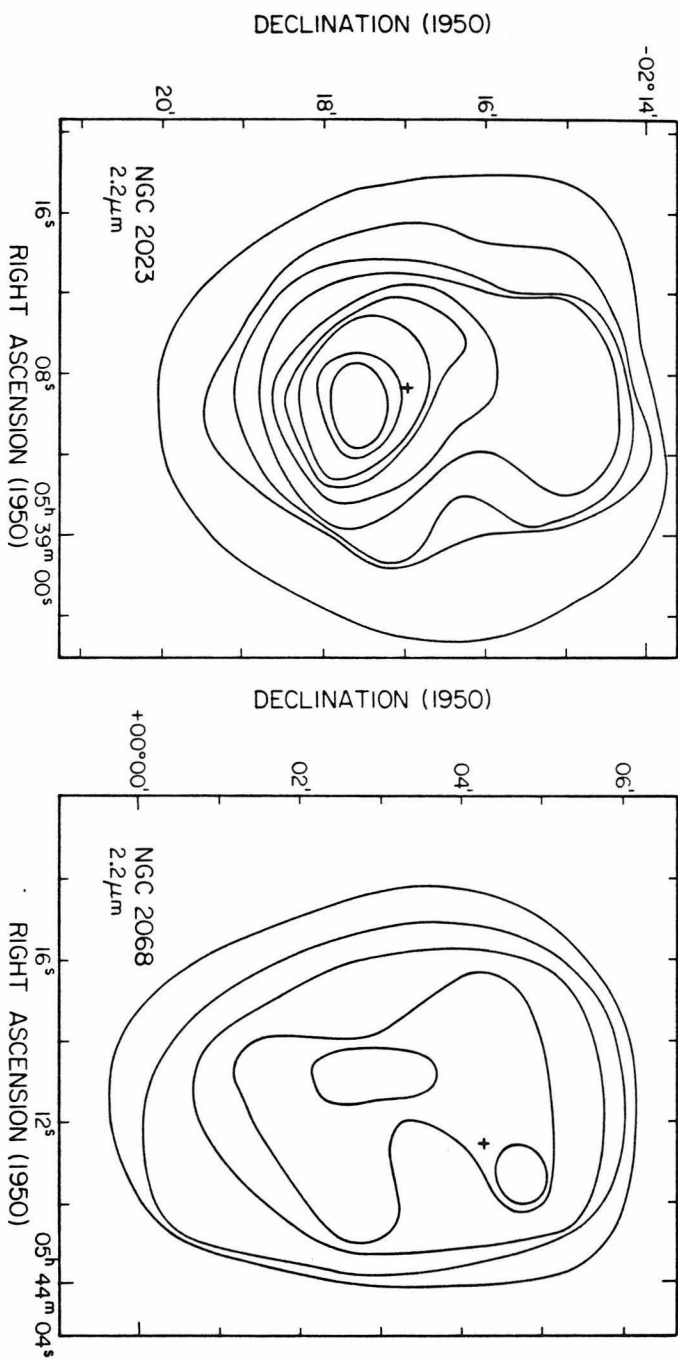 DECLINATION (1950)
-02°14'
16'
18'
20'
NGC 2023
2.2μm
16ˢ
08ˢ
05ʰ 39ᵐ 00ˢ
RIGHT ASCENSION (1950)
DECLINATION (1950)
06'
04'
02'
+00°00'
NGC 2068
2.2μm
16ˢ
12ˢ
05ʰ 44ᵐ 04ˢ
RIGHT ASCENSION (1950)